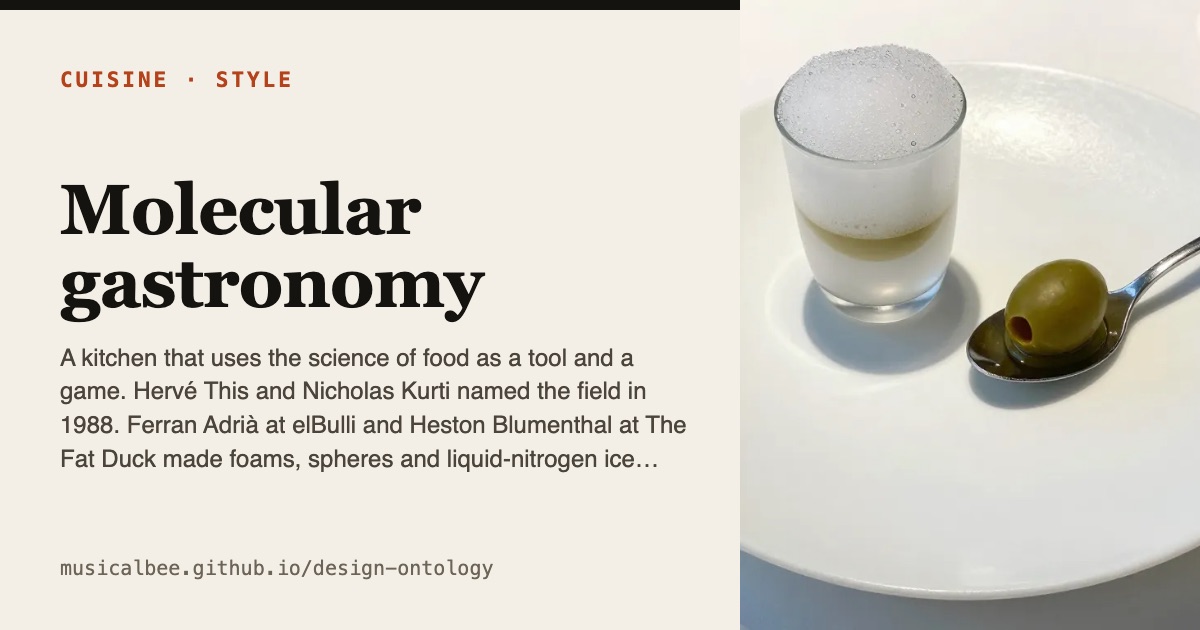 CUISINE · STYLE
Molecular
gastronomy
A kitchen that uses the science of food as a tool and a
game. Hervé This and Nicholas Kurti named the field in
1988. Ferran Adrià at elBulli and Heston Blumenthal at The
Fat Duck made foams, spheres and liquid-nitrogen ice…
musicalbee.github.io/design-ontology